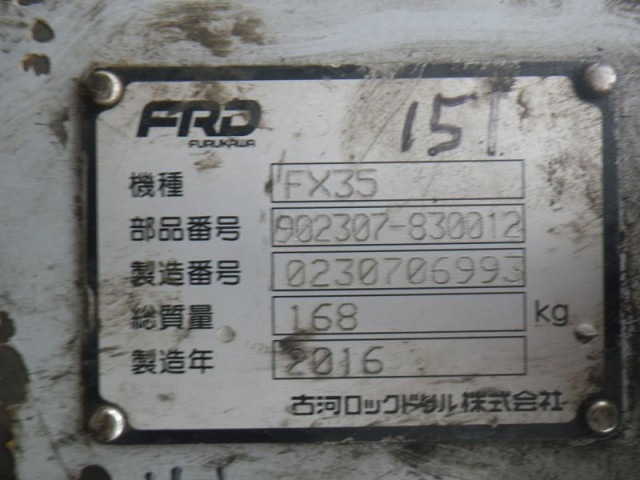 FRD
FURUKAWA
151
機種 FX35
部品番号 902307-830012
製造番号 0230706993
総質量 168 kg
製造年 2016
古河ロックドリル株式会社